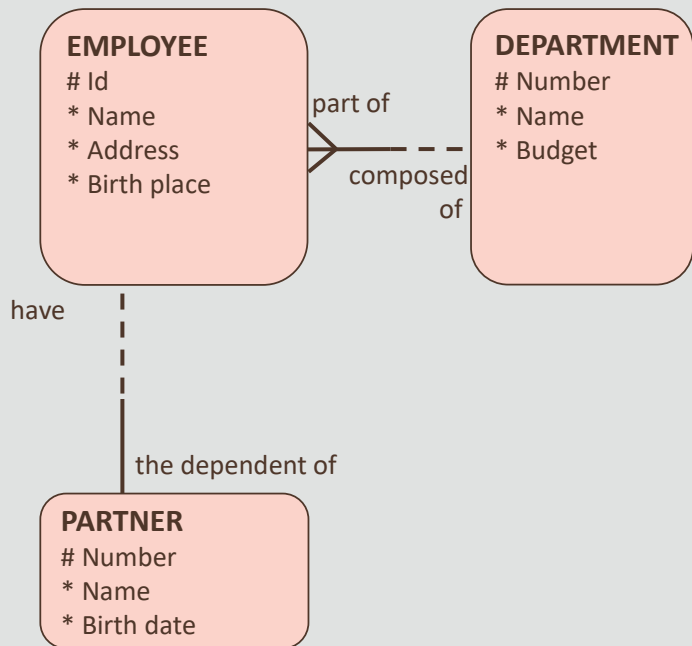 EMPLOYEE
# Id
* Name
* Address
* Birth place
part of
composed
of
DEPARTMENT
# Number
* Name
* Budget
have
the dependent of
PARTNER
# Number
* Name
* Birth date